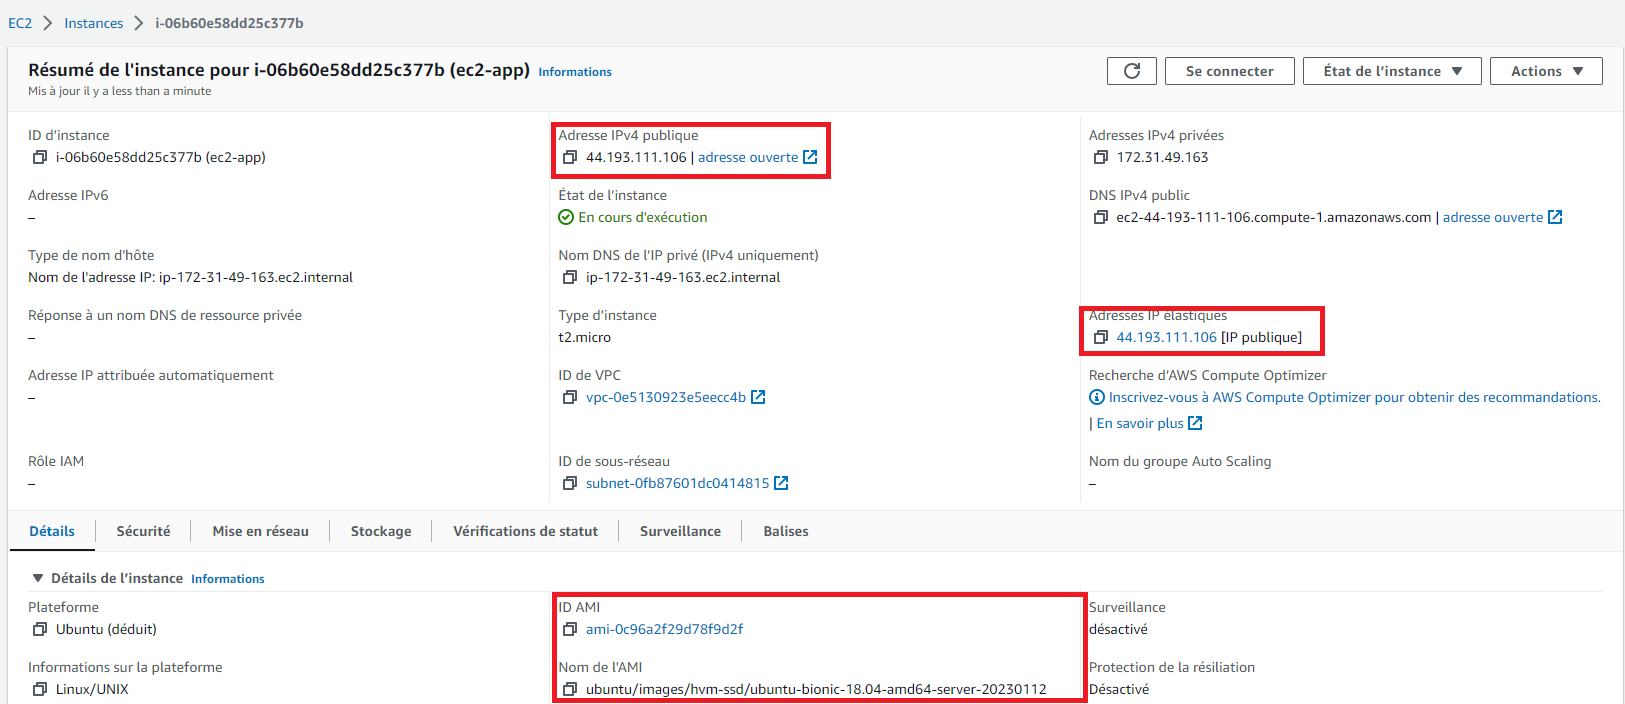 EC2 > Instances > i-06b60e58dd25c377b
Résumé de l'instance pour i-06b60e58dd25c377b (ec2-app) Informations
Mis à jour il y a less than a minute
Se connecter
État de l'instance
Actions
ID d'instance
i-06b60e58dd25c377b (ec2-app)
Adresse IPv4 publique
44.193.111.106 | adresse ouverte
Adresses IPv4 privées
172.31.49.163
Adresse IPv6
–
État de l'instance
En cours d'exécution
DNS IPv4 public
ec2-44-193-111-106.compute-1.amazonaws.com | adresse ouverte
Type de nom d'hôte
Nom de l'adresse IP: ip-172-31-49-163.ec2.internal
Nom DNS de l'IP privé (IPv4 uniquement)
ip-172-31-49-163.ec2.internal
Réponse à un nom DNS de ressource privée
–
Type d'instance
t2.micro
Adresses IP élastiques
44.193.111.106 [IP publique]
Adresse IP attribuée automatiquement
–
ID de VPC
vpc-0e5130923e5eecc4b
Recherche d'AWS Compute Optimizer
Inscrivez-vous à AWS Compute Optimizer pour obtenir des recommandations.
| En savoir plus
Rôle IAM
–
ID de sous-réseau
subnet-0fb87601dc0414815
Nom du groupe Auto Scaling
–
Détails
Sécurité
Mise en réseau
Stockage
Vérifications de statut
Surveillance
Balises
Détails de l'instance Informations
Plateforme
Ubuntu (déduit)
ID AMI
ami-0c96a2f29d78f9d2f
Surveillance
désactivé
Informations sur la plateforme
Linux/UNIX
Nom de l'AMI
ubuntu/images/hvm-ssd/ubuntu-bionic-18.04-amd64-server-20230112
Protection de la résiliation
Désactivé